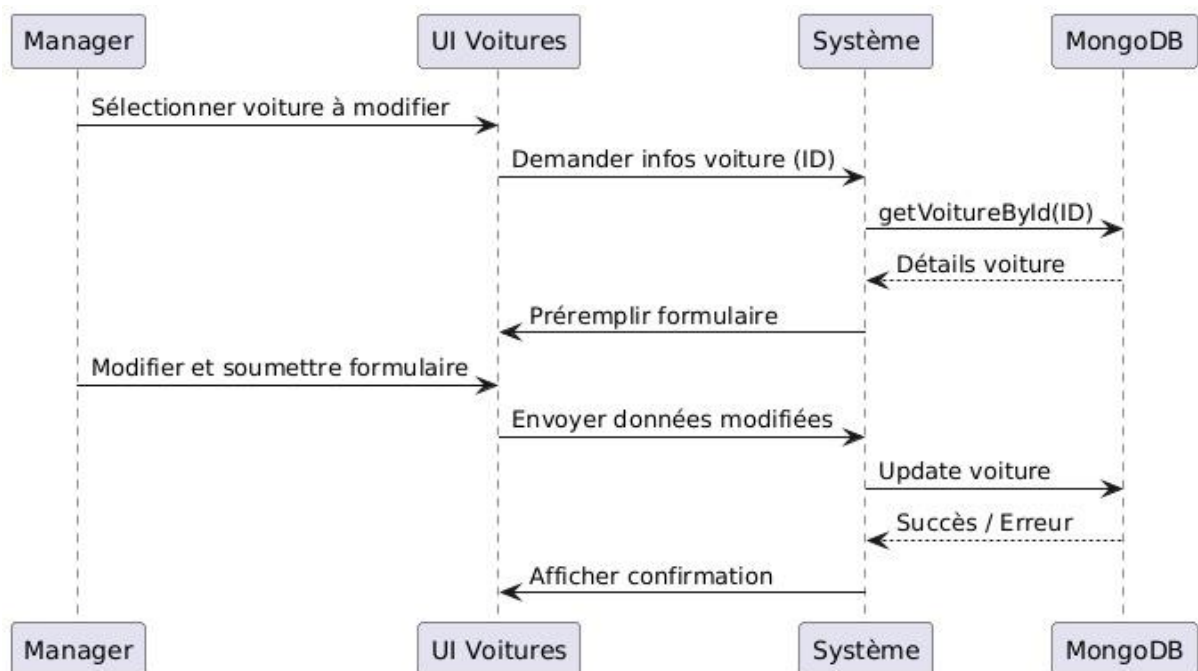 Manager
UI Voitures
Système
MongoDB
Sélectionner voiture à modifier
Demander infos voiture (ID)
getVoitureById(ID)
Détails voiture
Préremplir formulaire
Modifier et soumettre formulaire
Envoyer données modifiées
Update voiture
Succès / Erreur
Afficher confirmation
Manager
UI Voitures
Système
MongoDB